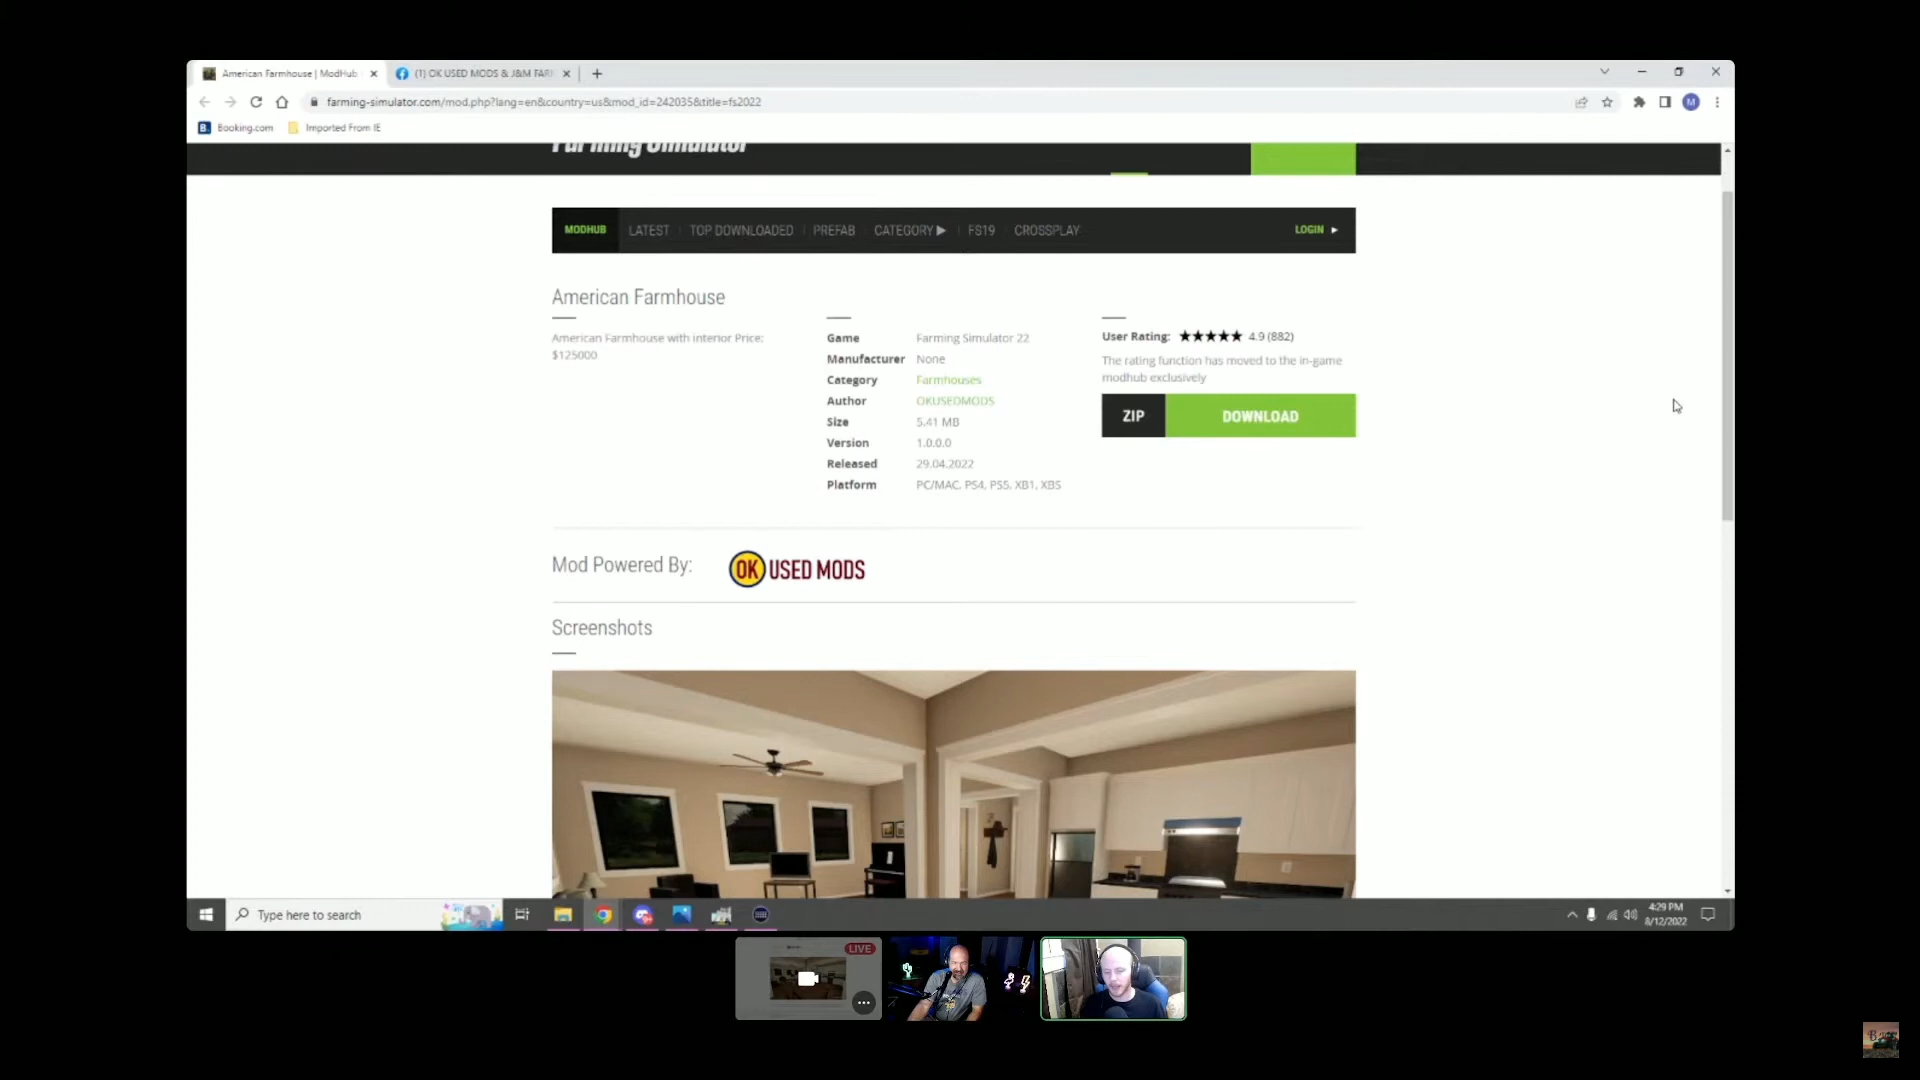 American Farmhouse | ModHub
(1) OK USED MODS & J&M FAR
farming-simulator.com/mod.php?lang=en&country=us&mod_id=242035&title=fs2022
M
B. Booking.com
Imported From IE
Farming Simulator
MODHUB LATEST TOP DOWNLOADED PREFAB CATEGORY FS19 CROSSPLAY LOGIN
American Farmhouse
American Farmhouse with interior Price:
$125000
Game Farming Simulator 22
Manufacturer None
Category Farmhouses
Author OKUSEDMODS
Size 5.41 MB
Version 1.0.0.0
Released 29.04.2022
Platform PC/MAC, PS4, PS5, XB1, XBS
User Rating: ★★★★★ 4.9 (882)
The rating function has moved to the in-game
modhub exclusively
ZIP DOWNLOAD
Mod Powered By: OK USED MODS
Screenshots
Type here to search
4:29 PM
8/12/2022
LIVE